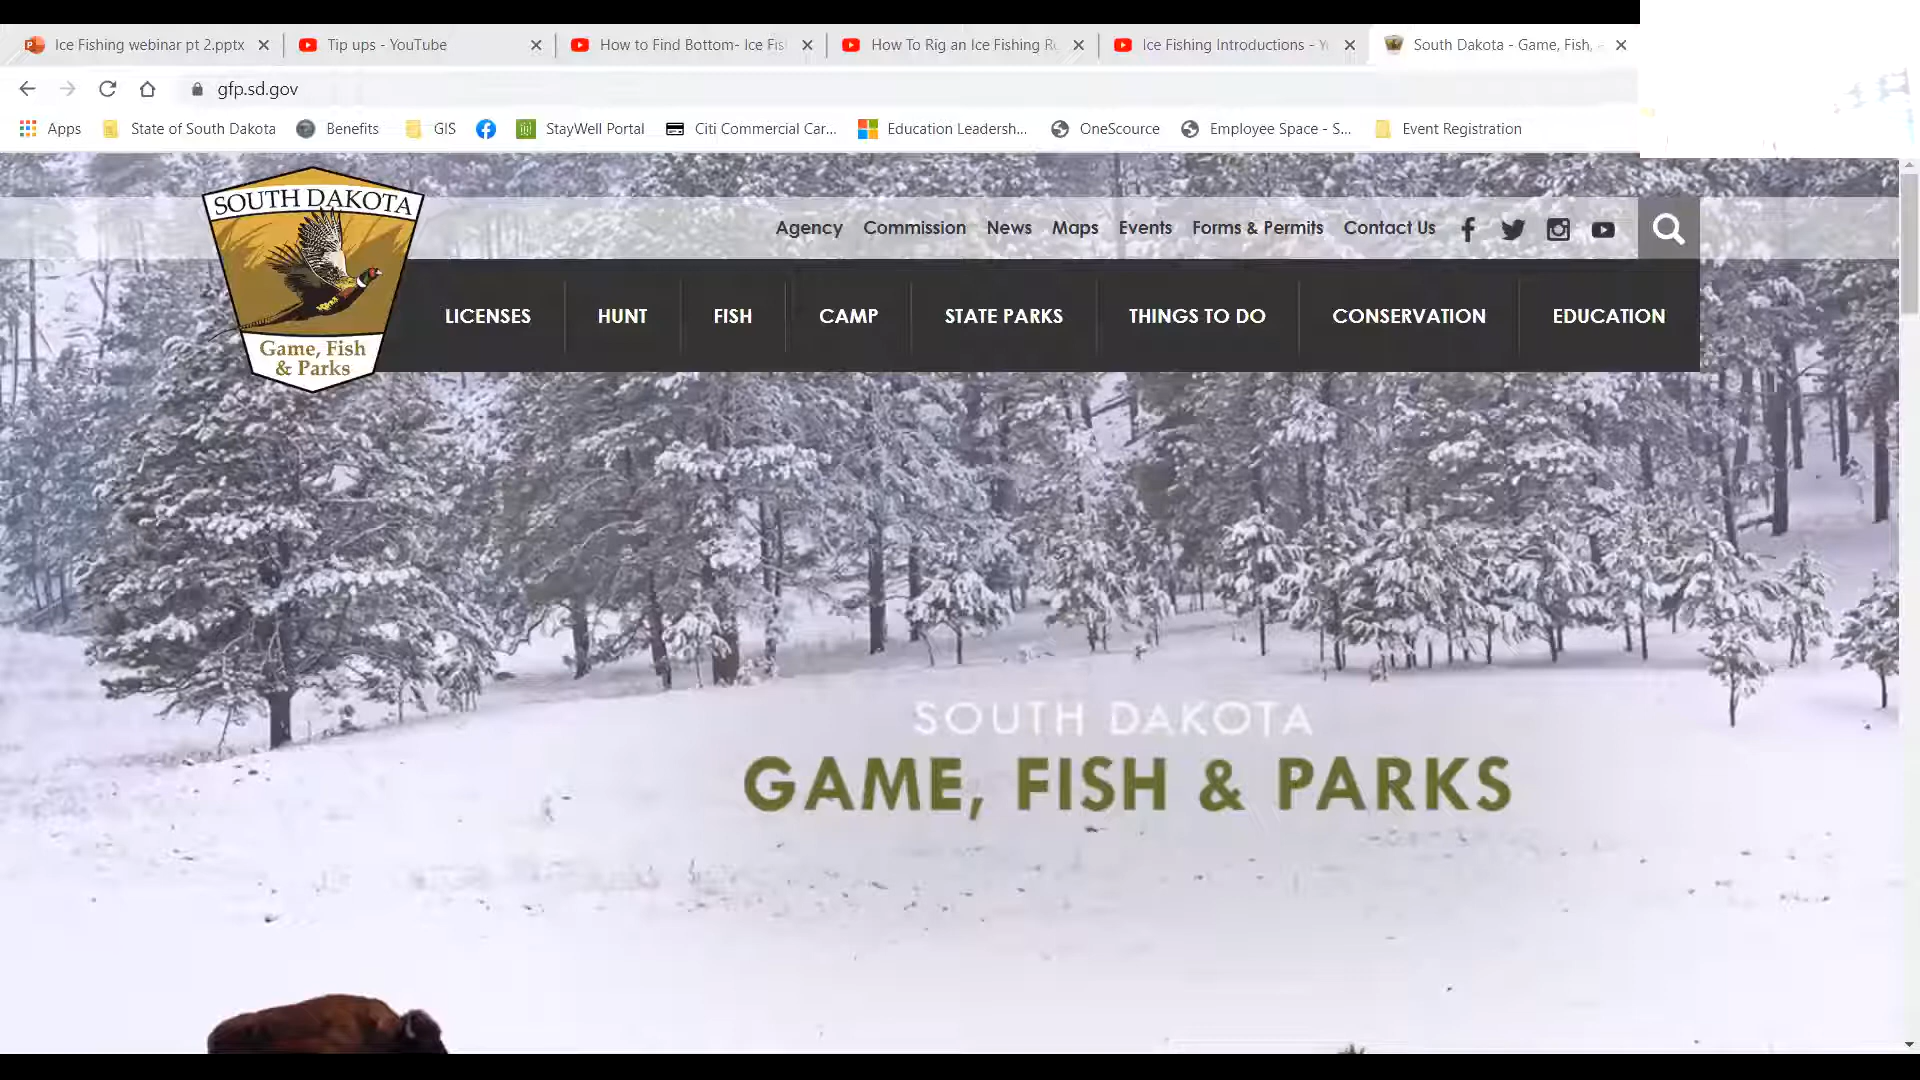 Ice Fishing webinar pt 2.pptx
Tip ups - YouTube
How to Find Bottom- Ice Fis
How To Rig an Ice Fishing R
Ice Fishing Introductions - Y
South Dakota - Game, Fish,
gfp.sd.gov
Apps
State of South Dakota
Benefits
GIS
StayWell Portal
Citi Commercial Car...
Education Leadersh...
OneScource
Employee Space - S...
Event Registration
SOUTH DAKOTA
Game, Fish
& Parks
Agency Commission News Maps Events Forms & Permits Contact Us
LICENSES HUNT FISH CAMP STATE PARKS THINGS TO DO CONSERVATION EDUCATION
SOUTH DAKOTA
GAME, FISH & PARKS